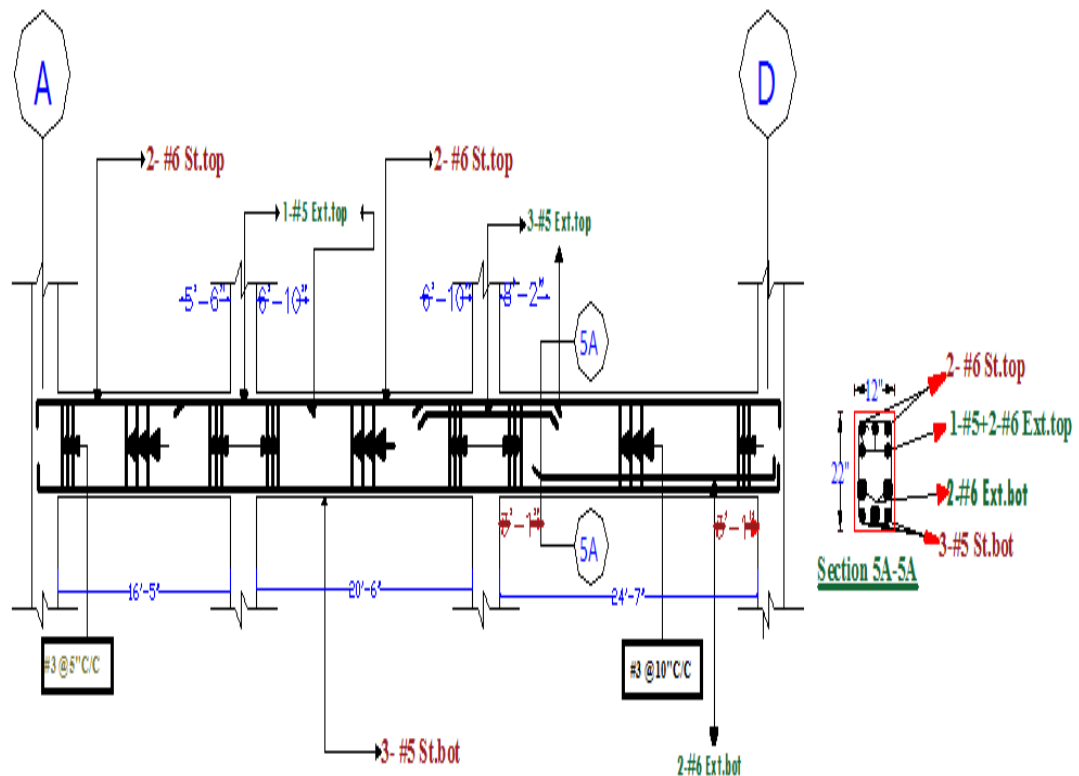 A
D
2- #6 St.top
2- #6 St.top
1-#5 Ext.top
3-#5 Ext.top
5'-6"
6'-10"
6'-10"
8'-2"
5A
2- #6 St.top
12"
1-#5+2-#6 Ext.top
22"
2-#6 Ext.bot
3-#5 St.bot
Section 5A-5A
5A
16'-5"
20'-6"
24'-7"
#3 @5"C/C
#3 @10"C/C
3- #5 St.bot
2-#6 Ext.bot